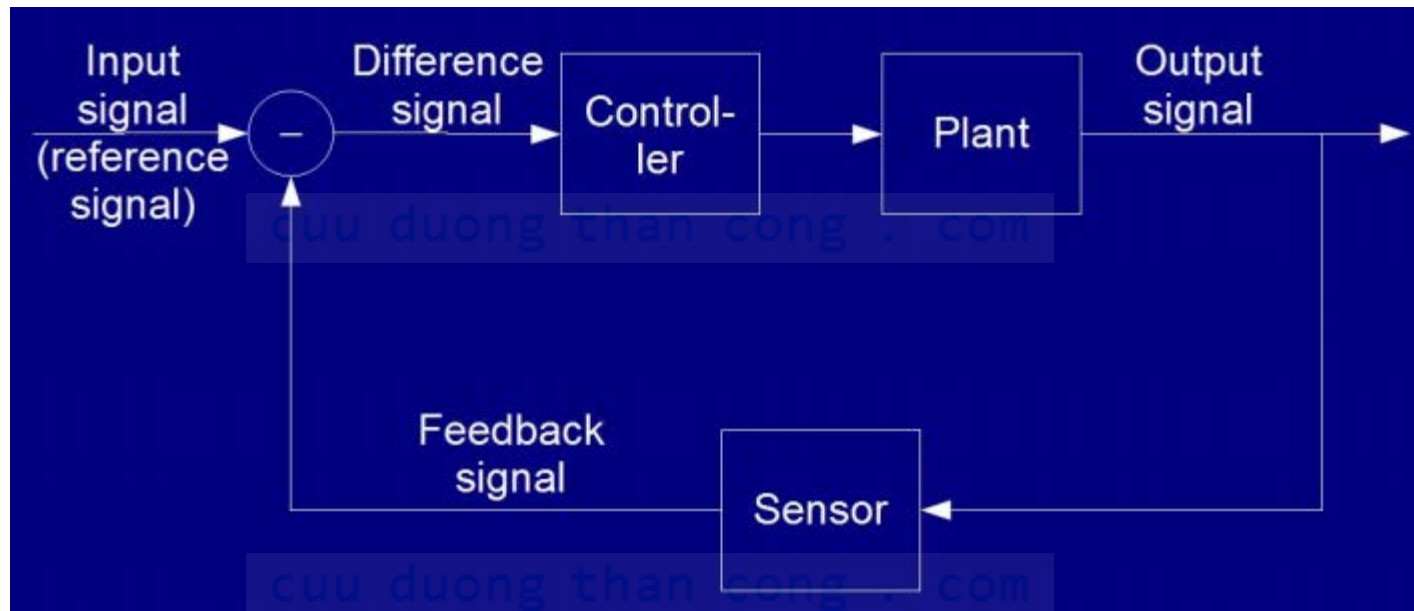 Input
signal
(reference
signal)
Difference
signal
–
Control-
ler
Plant
Output
signal
cuu duong than cong . com
Feedback
signal
Sensor
cuu duong than cong . com